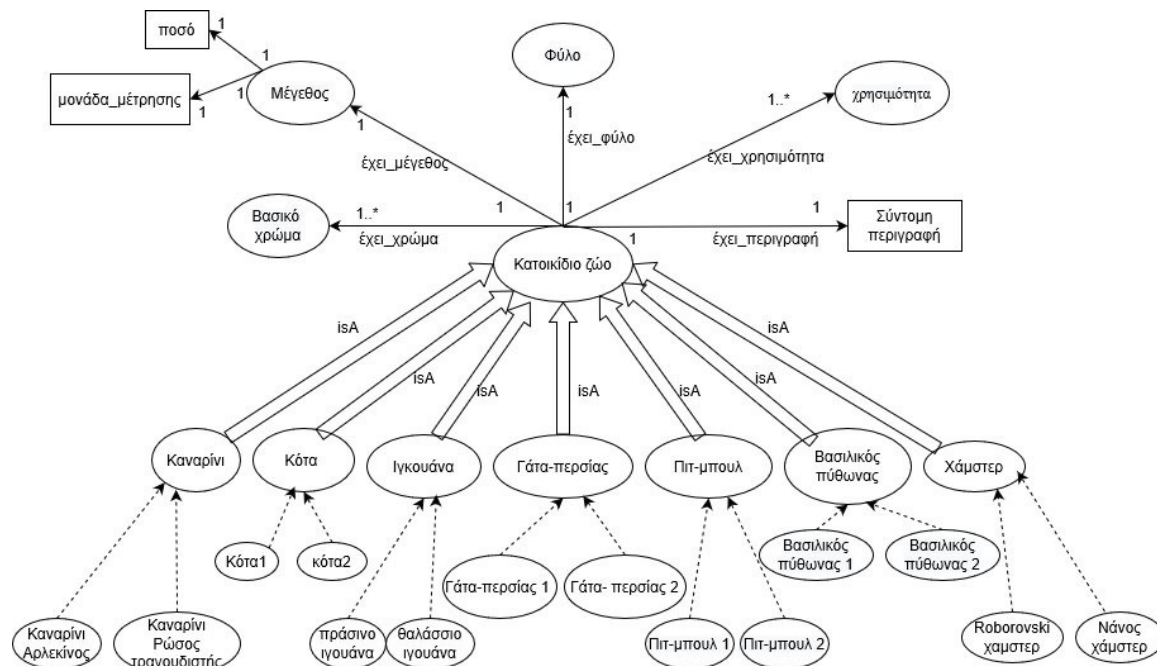 ποσό
1
1
μονάδα_μέτρησης
1
1
Μέγεθος
1
Φύλο
1
έχει_φύλο
1..*
χρησιμότητα
έχει_μέγεθος
έχει_χρησιμότητα
Βασικό
χρώμα
1..*
έχει_χρώμα
1
1
1
έχει_περιγραφή
1
Σύντομη
περιγραφή
Κατοικίδιο ζώο
isA
isA
isA
isA
isA
isA
isA
Καναρίνι
Κότα
Ιγκουάνα
Γάτα-περσίας
Πιτ-μπουλ
Βασιλικός
πύθωνας
Χάμστερ
Κότα1
κότα2
Γάτα-περσίας 1
Γάτα- περσίας 2
Βασιλικός
πύθωνας 1
Βασιλικός
πύθωνας 2
Καναρίνι
Αρλεκίνος
Καναρίνι
Ρώσος
τραγουδιστής
πράσινο
ιγουάνα
θαλάσσιο
ιγουάνα
Πιτ-μπουλ 1
Πιτ-μπουλ 2
Roborovski
χαμστερ
Νάνος
χάμστερ